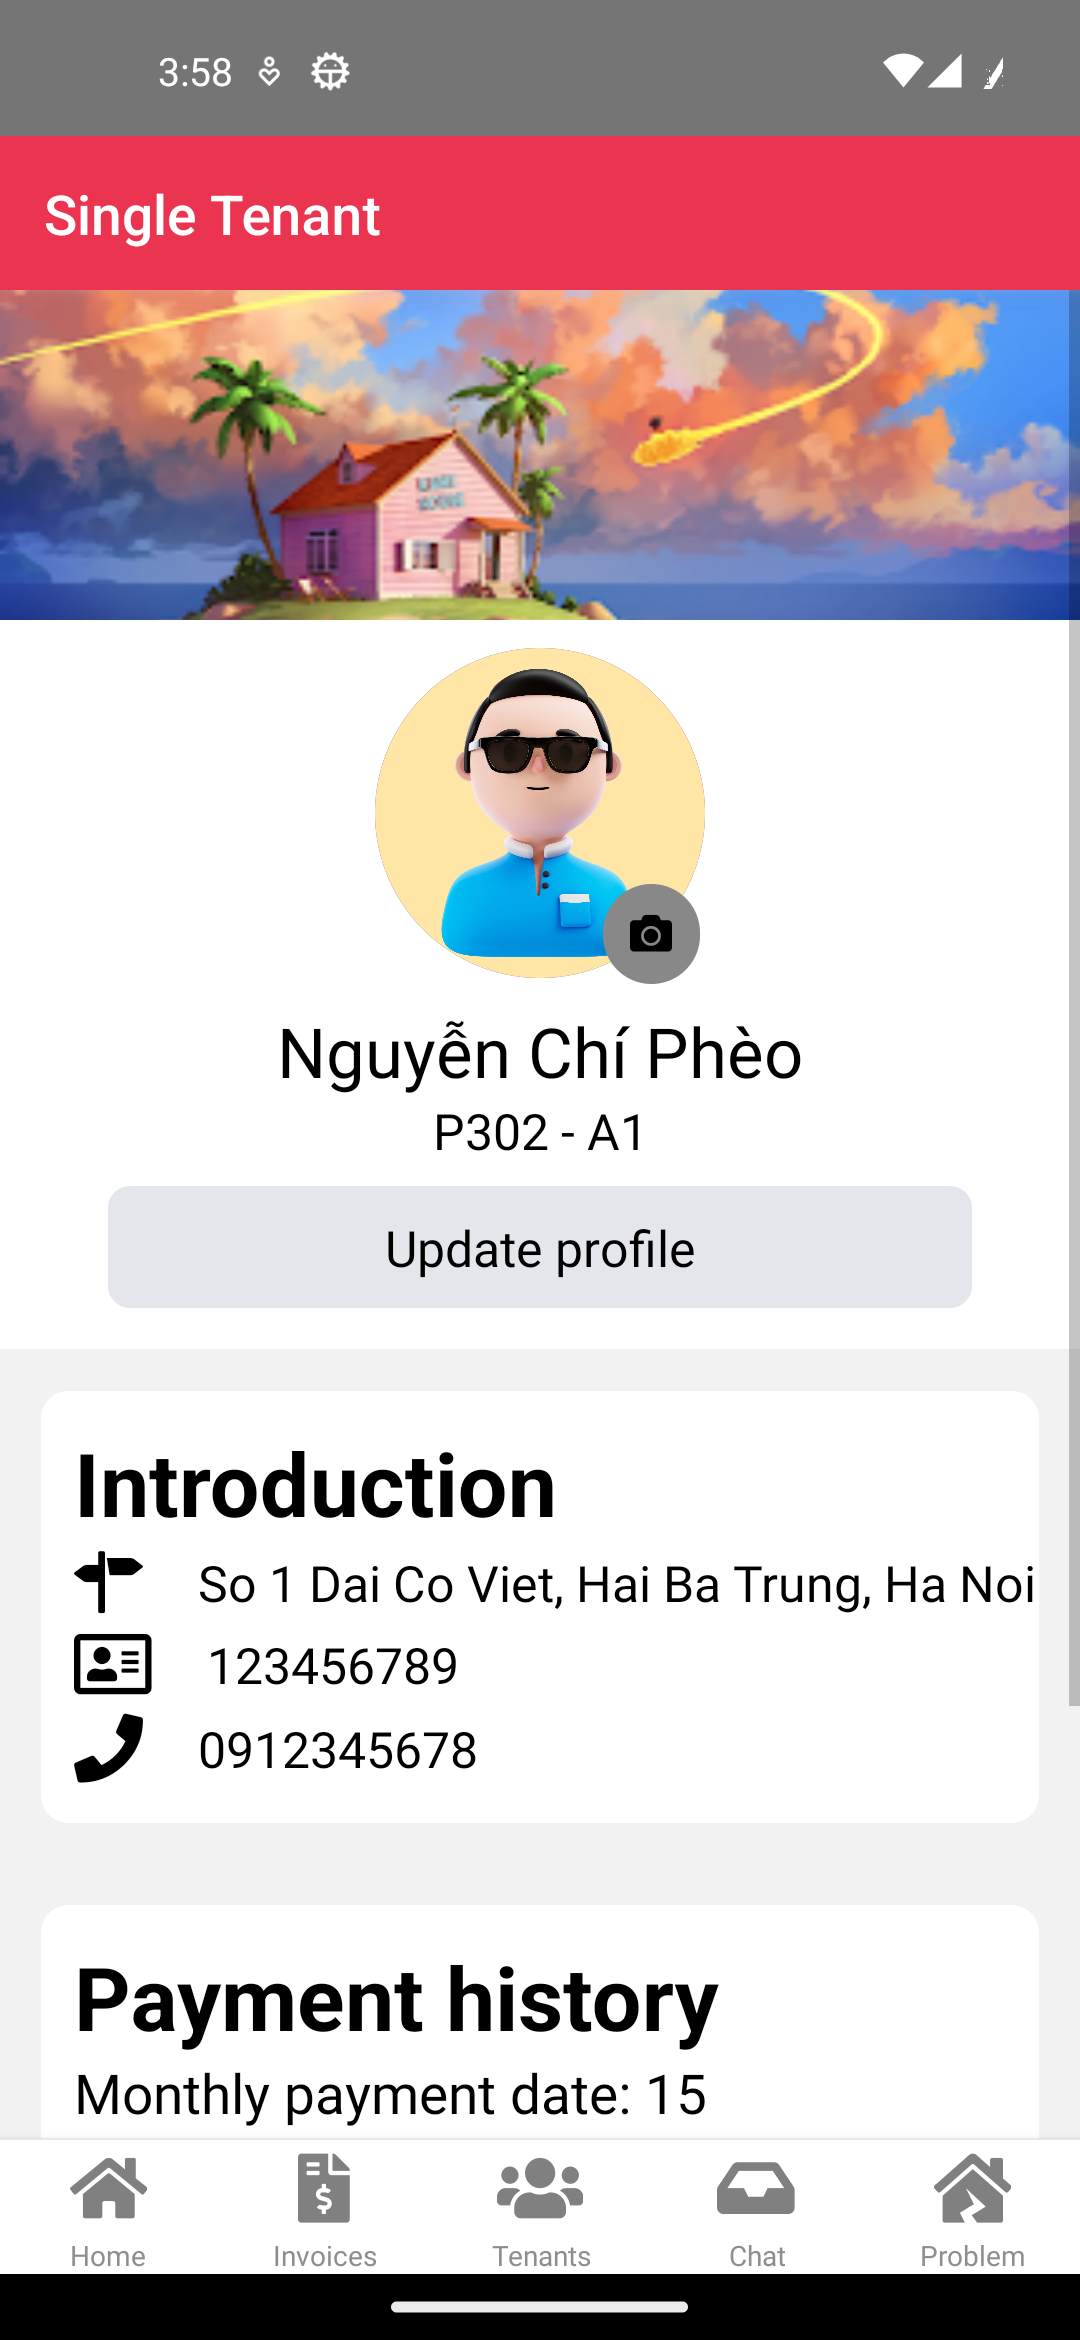 3:58
Single Tenant
Nguyễn Chí Phèo
P302 - A1
Update profile
Introduction
So 1 Dai Co Viet, Hai Ba Trung, Ha Noi
123456789
0912345678
Payment history
Monthly payment date: 15
Home
Invoices
Tenants
Chat
Problem